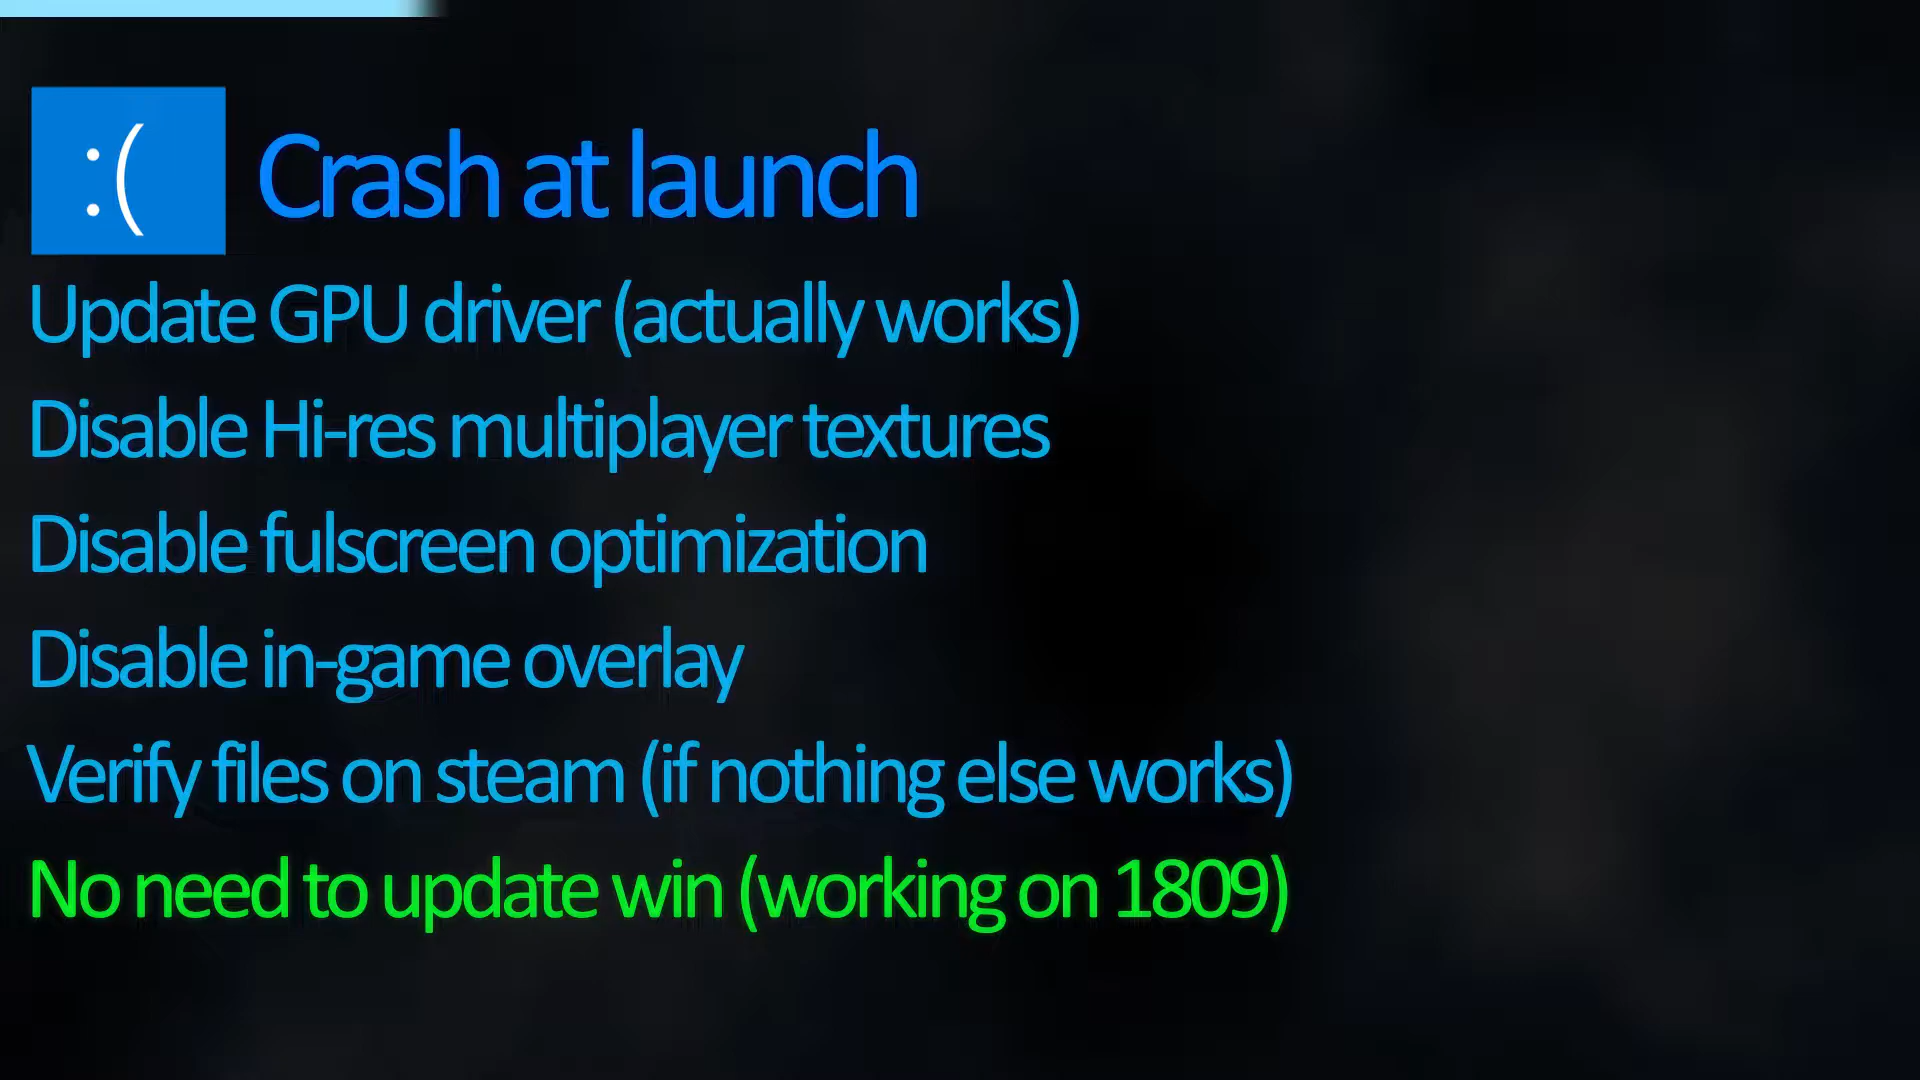 :(
Crash at launch
Update GPU driver (actually works)
Disable Hi-res multiplayer textures
Disable fulscreen optimization
Disable in-game overlay
Verify files on steam (if nothing else works)
No need to update win (working on 1809)